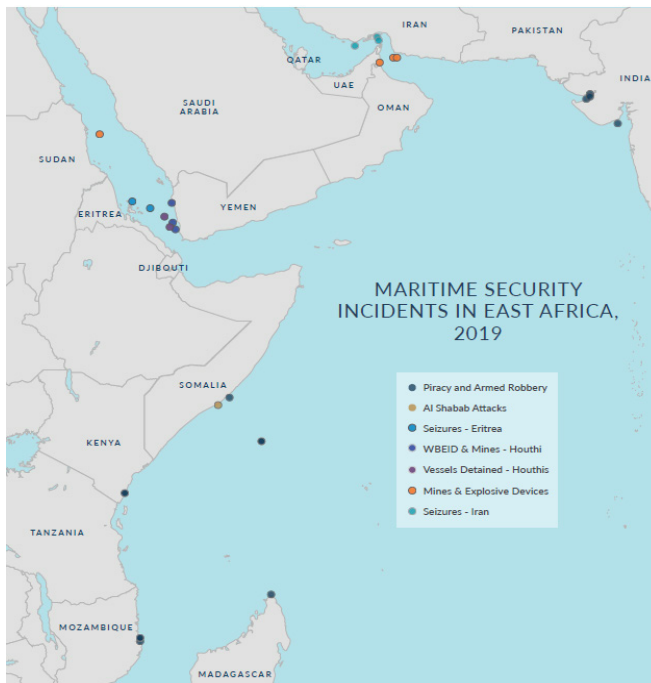 IRAN
PAKISTAN
QATAR
INDIA
UAE
SAUDI
ARABIA
OMAN
SUDAN
YEMEN
ERITREA
DJIBOUTI
MARITIME SECURITY
INCIDENTS IN EAST AFRICA,
2019
SOMALIA
Piracy and Armed Robbery
Al Shabab Attacks
Seizures - Eritrea
WBEID & Mines - Houthi
Vessels Detained - Houthis
Mines & Explosive Devices
Seizures - Iran
KENYA
TANZANIA
MOZAMBIQUE
MADAGASCAR